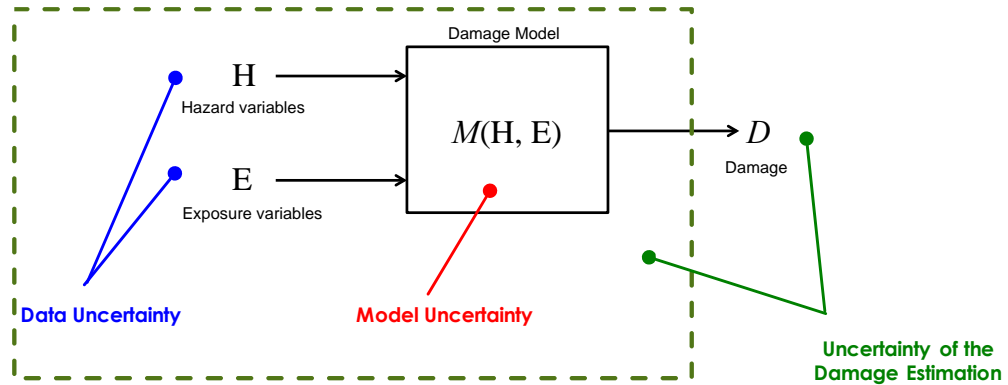 Damage Model
H
Hazard variables
M(H, E)
D
Damage
E
Exposure variables
Data Uncertainty
Model Uncertainty
Uncertainty of the
Damage Estimation